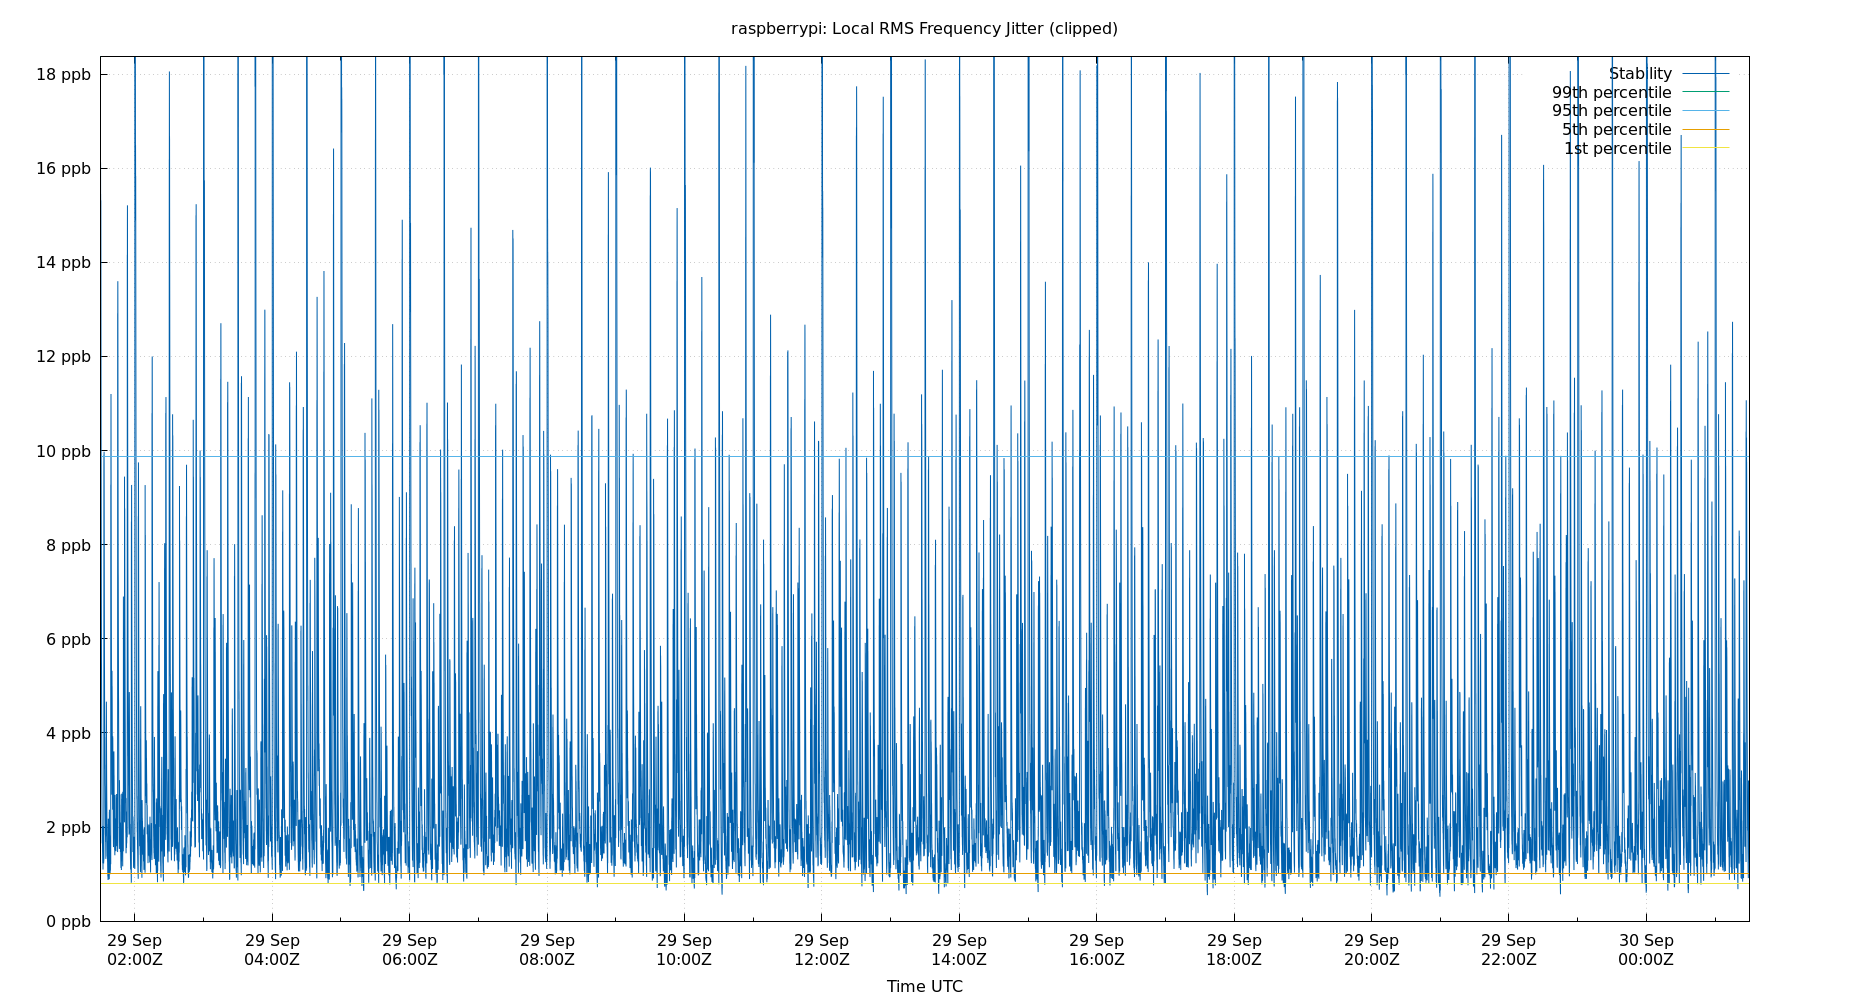 raspberrypi: Local RMS Frequency Jitter (clipped)
18 ppb
16 ppb
14 ppb
12 ppb
10 ppb
8 ppb
6 ppb
4 ppb
2 ppb
0 ppb
Stability
99th percentile
95th percentile
5th percentile
1st percentile
29 Sep 29 Sep 29 Sep 29 Sep 29 Sep 29 Sep 29 Sep 29 Sep 29 Sep 29 Sep 29 Sep 30 Sep
02:00Z 04:00Z 06:00Z 08:00Z 10:00Z 12:00Z 14:00Z 16:00Z 18:00Z 20:00Z 22:00Z 00:00Z
Time UTC